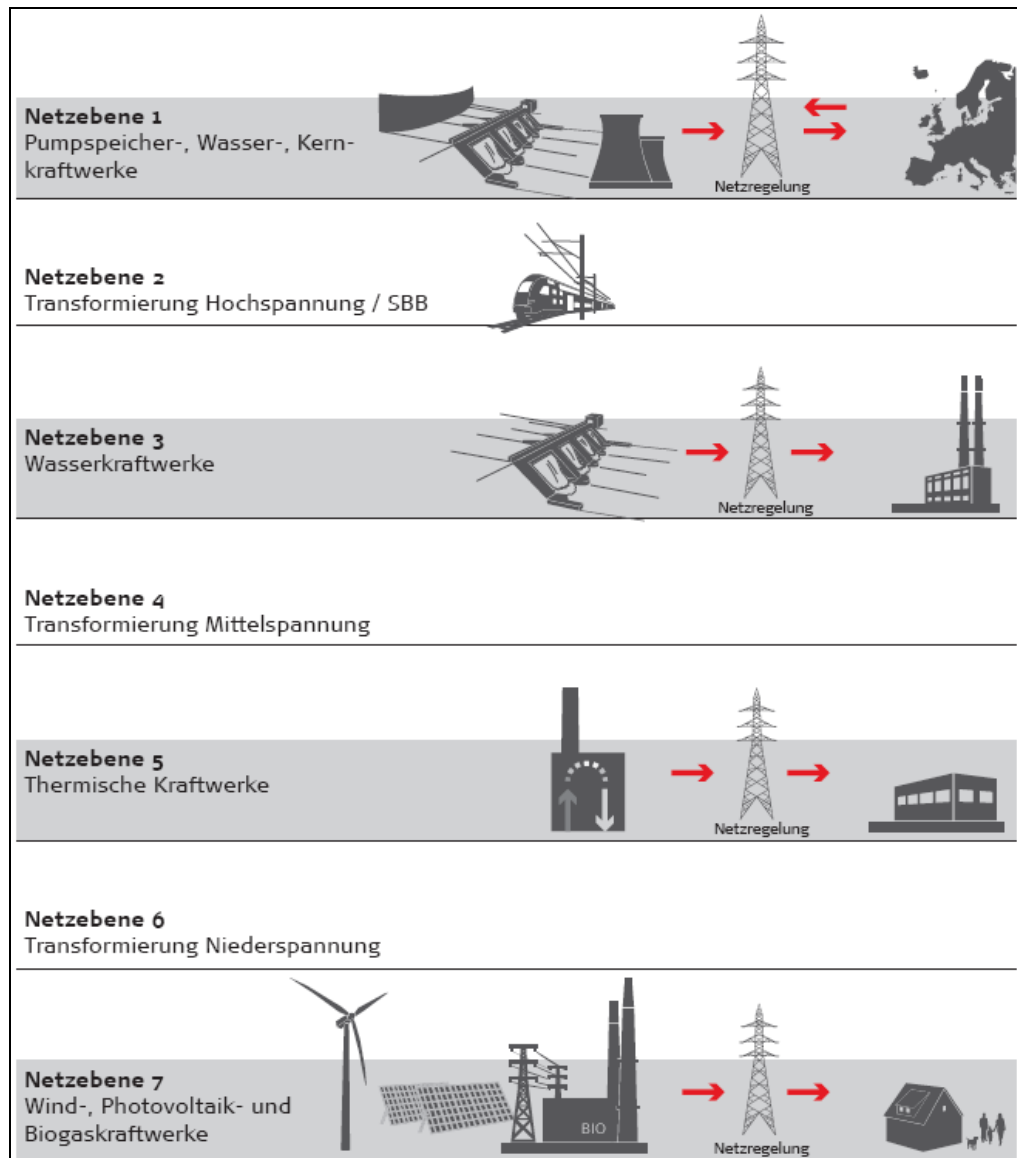 Netzebene 1
Pumpspeicher-, Wasser-, Kern-
kraftwerke
Netzregelung
Netzebene 2
Transformierung Hochspannung / SBB
Netzebene 3
Wasserkraftwerke
Netzregelung
Netzebene 4
Transformierung Mittelspannung
Netzebene 5
Thermische Kraftwerke
Netzregelung
Netzebene 6
Transformierung Niederspannung
Netzebene 7
Wind-, Photovoltaik- und
Biogaskraftwerke
BIO
Netzregelung